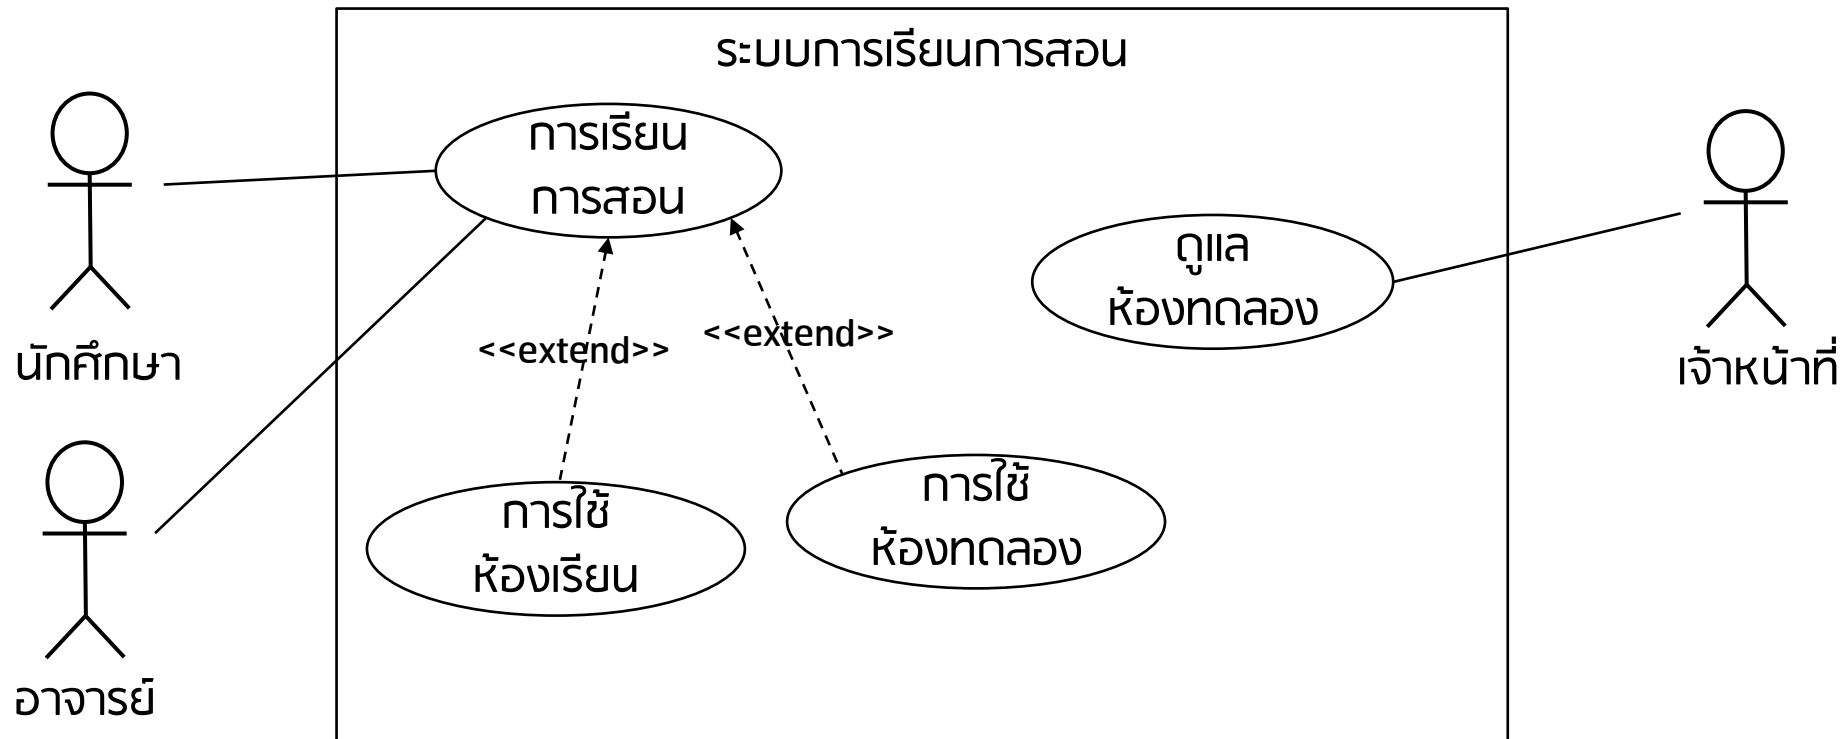 ระบบการเรียนการสอน
การเรียน
การสอน
ดูแล
ห้องทดลอง
<<extend>>
<<extend>>
นักศึกษา
เจ้าหน้าที่
การใช้
ห้องเรียน
การใช้
ห้องทดลอง
อาจารย์